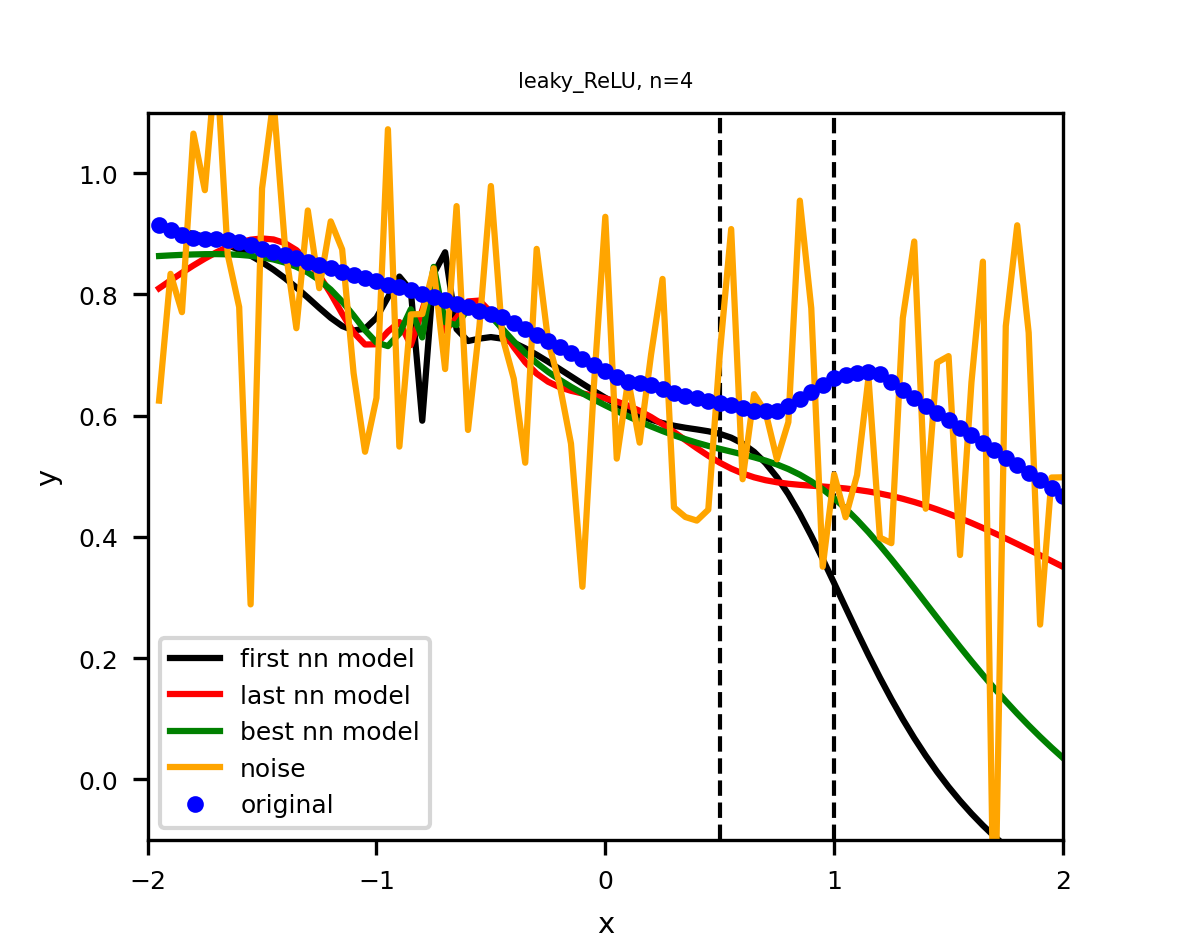 leaky_ReLU, n=4
y
1.0
0.8
0.6
0.4
0.2
0.0
first nn model
last nn model
best nn model
noise
original
−2
−1
0
1
2
x